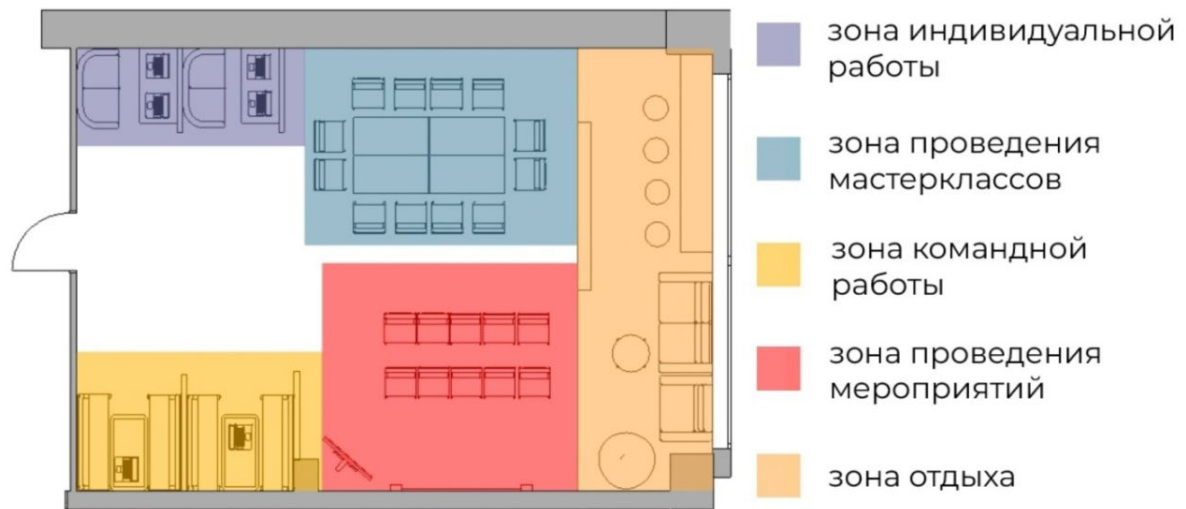 зона индивидуальной
работы
зона проведения
мастерклассов
зона командной
работы
зона проведения
мероприятий
зона отдыха